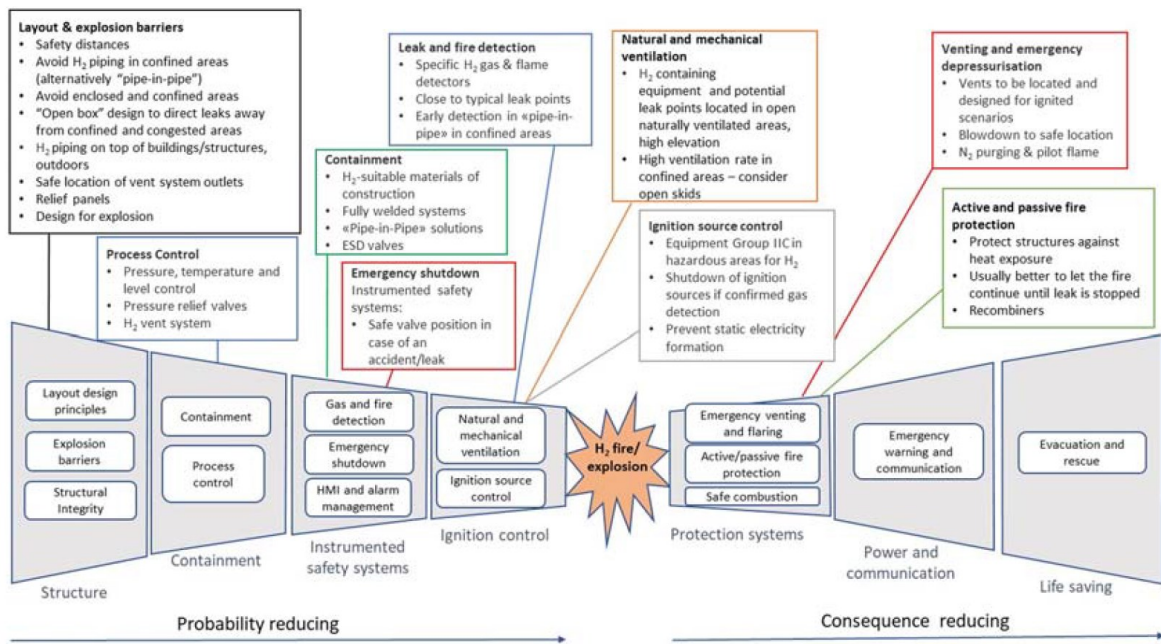 Layout & explosion barriers
• Safety distances
• Avoid H2 piping in confined areas
(alternatively "pipe-in-pipe")
• Avoid enclosed and confined areas
• "Open box" design to direct leaks away
from confined and congested areas
• H2 piping on top of buildings/structures,
outdoors
• Safe location of vent system outlets
• Relief panels
• Design for explosion
Process Control
• Pressure, temperature and
level control
• Pressure relief valves
• H2 vent system
Containment
• H2-suitable materials of
construction
• Fully welded systems
• «Pipe-in-Pipe» solutions
• ESD valves
Emergency shutdown
Instrumented safety
systems:
• Safe valve position in
case of an
accident/leak
Leak and fire detection
• Specific H2 gas & flame
detectors
• Close to typical leak points
• Early detection in «pipe-in-
pipe» in confined areas
Natural and mechanical
ventilation
• H2 containing
equipment and potential
leak points located in open
naturally ventilated areas,
high elevation
• High ventilation rate in
confined areas – consider
open skids
Ignition source control
• Equipment Group IIC in
hazardous areas for H2
• Shutdown of ignition
sources if confirmed gas
detection
• Prevent static electricity
formation
Venting and emergency
depressurisation
• Vents to be located and
designed for ignited
scenarios
• Blowdown to safe location
• N2 purging & pilot flame
Active and passive fire
protection
• Protect structures against
heat exposure
• Usually better to let the fire
continue until leak is stopped
• Recombiners
Layout design
principles
Explosion
barriers
Structural
Integrity
Structure
Containment
Process
control
Containment
Gas and fire
detection
Emergency
shutdown
HMI and alarm
management
Instrumented
safety systems
Natural and
mechanical
ventilation
Ignition source
control
Ignition control
H2 fire/
explosion
Emergency venting
and flaring
Active/passive fire
protection
Safe combustion
Protection systems
Emergency
warning and
communication
Power and
communication
Evacuation and
rescue
Life saving
Probability reducing
Consequence reducing